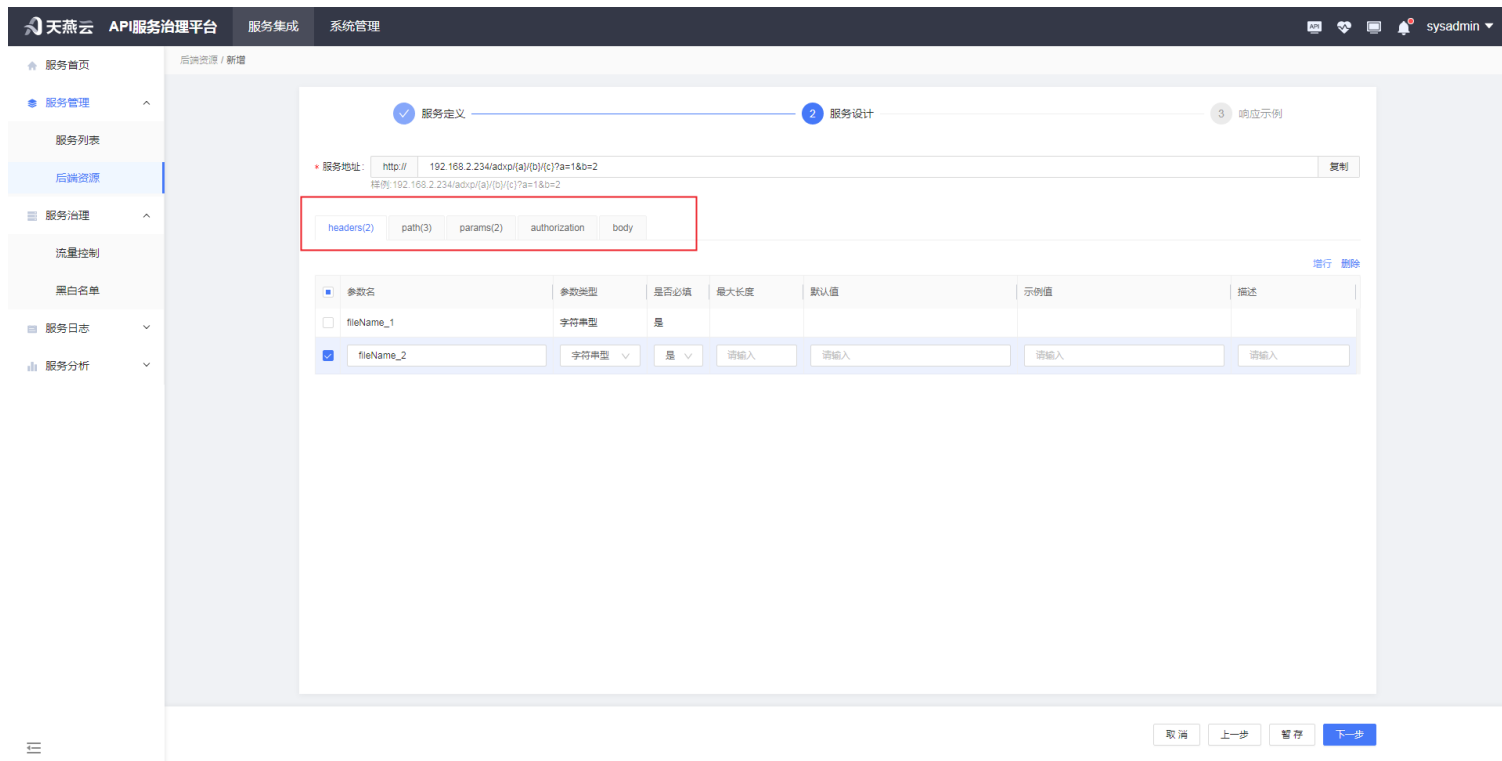 天燕云 API服务治理平台 服务集成 系统管理 API sysadmin
服务首页
服务管理
服务列表
后端资源
服务治理
流量控制
黑白名单
服务日志
服务分析
后端资源 / 新增
服务定义 2 服务设计 3 响应示例
* 服务地址: http:// 192.168.2.234/adxp/{a}/{b}/{c}?a=1&b=2 复制
样例:192.168.2.234/adxp/{a}/{b}/{c}?a=1&b=2
headers(2) path(3) params(2) authorization body
增行 删除
参数名 参数类型 是否必填 最大长度 默认值 示例值 描述
fileName_1 字符串型 是
fileName_2 字符串型 是 请输入 请输入 请输入 请输入
取消 上一步 暂存 下一步